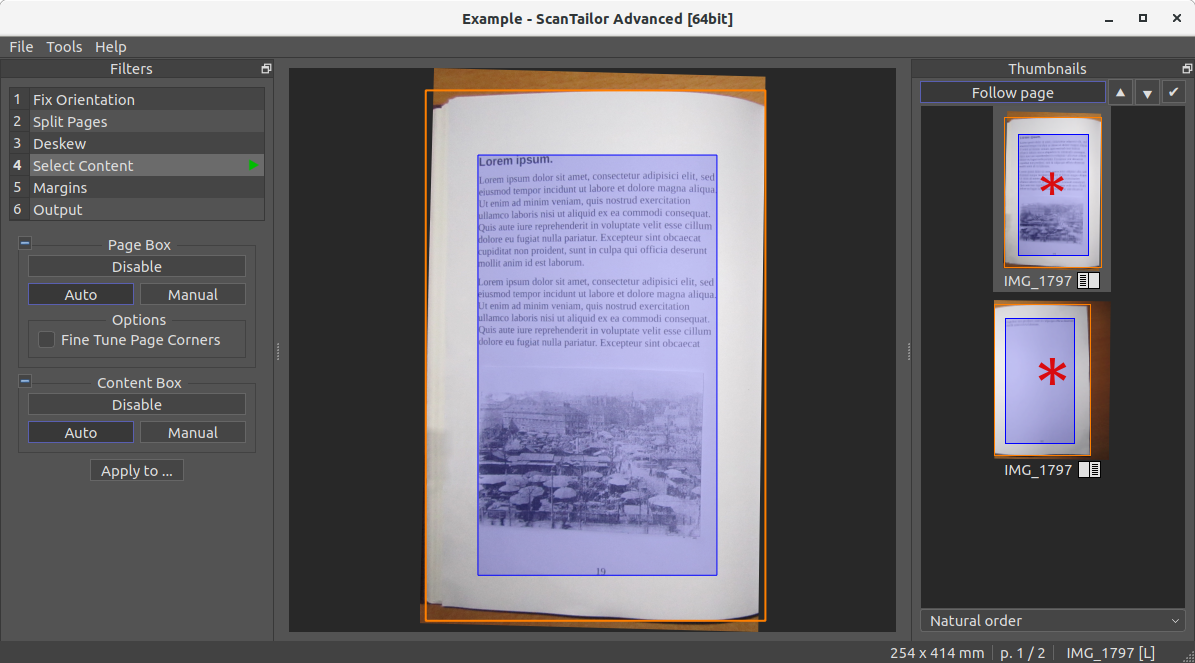 Example - ScanTailor Advanced [64bit]
File Tools Help
Filters
1 Fix Orientation
2 Split Pages
3 Deskew
4 Select Content
5 Margins
6 Output
Page Box
Disable
Auto Manual
Options
Fine Tune Page Corners
Content Box
Disable
Auto Manual
Apply to ...
Lorem ipsum.
Lorem ipsum dolor sit amet, consectetur adipisici elit, sed
eiusmod tempor incidunt ut labore et dolore magna aliqua.
Ut enim ad minim veniam, quis nostrud exercitation
ullamco laboris nisi ut aliquid ex ea commodi consequat.
Quis aute iure reprehenderit in voluptate velit esse cillum
dolore eu fugiat nulla pariatur. Excepteur sint obcaecat
cupiditat non proident, sunt in culpa qui officia deserunt
mollit anim id est laborum.
Lorem ipsum dolor sit amet, consectetur adipisici elit, sed
eiusmod tempor incidunt ut labore et dolore magna aliqua.
Ut enim ad minim veniam, quis nostrud exercitation
ullamco laboris nisi ut aliquid ex ea commodi consequat.
Quis aute iure reprehenderit in voluptate velit esse cillum
dolore eu fugiat nulla pariatur. Excepteur sint obcaecat
19
Thumbnails
Follow page
IMG_1797
IMG_1797
Natural order
254 x 414 mm p. 1 / 2 IMG_1797 [L]